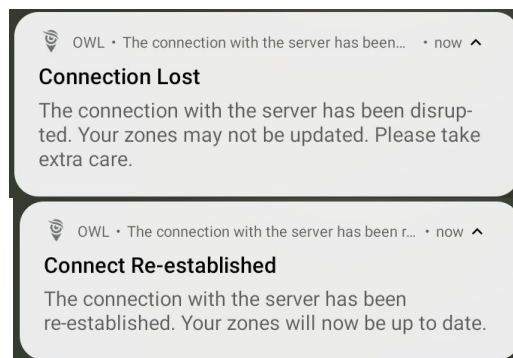 OWL • The connection with the server has been... • now
Connection Lost
The connection with the server has been disrup-
ted. Your zones may not be updated. Please take
extra care.
OWL • The connection with the server has been r... • now
Connect Re-established
The connection with the server has been
re-established. Your zones will now be up to date.